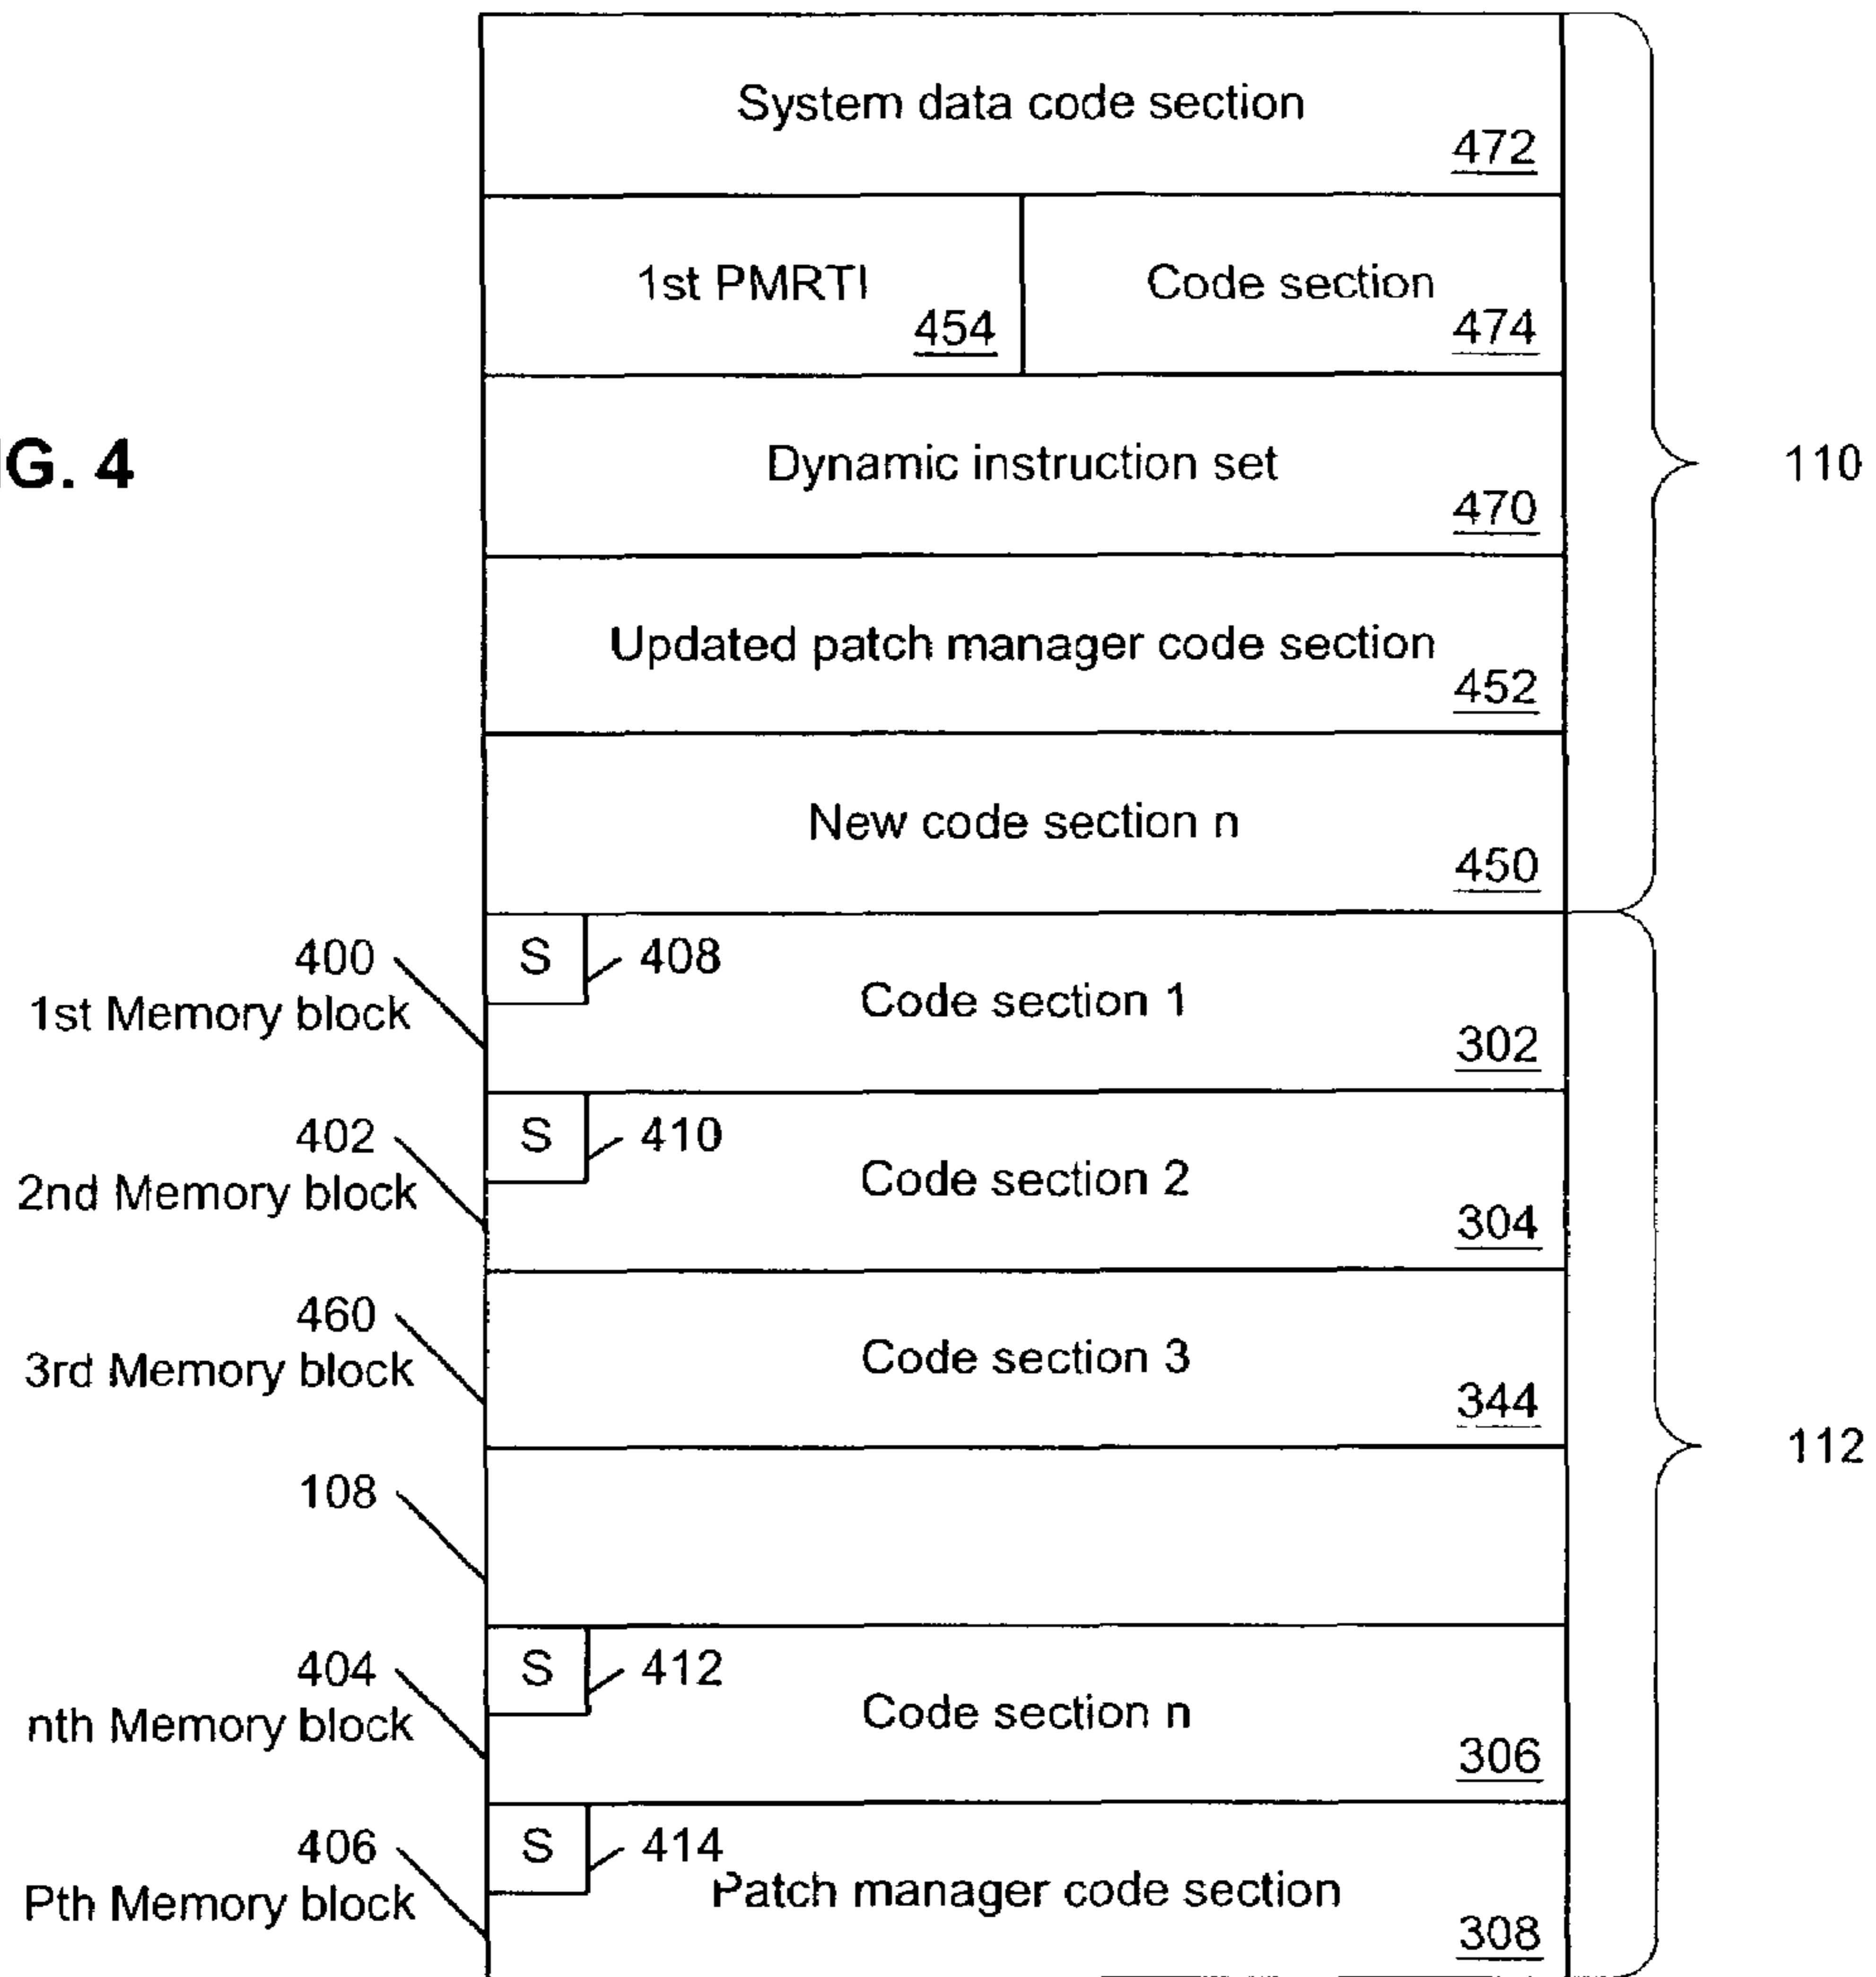 System data code section
472
1st PMRTI
454
Code section
474
G. 4
Dynamic instruction set
470
110
Updated patch manager code section
452
New code section n
450
400
1st Memory block
S
408
Code section 1
302
402
2nd Memory block
S
410
Code section 2
304
460
3rd Memory block
Code section 3
344
112
108
404
nth Memory block
S
412
Code section n
306
406
Pth Memory block
S
414
Patch manager code section
308